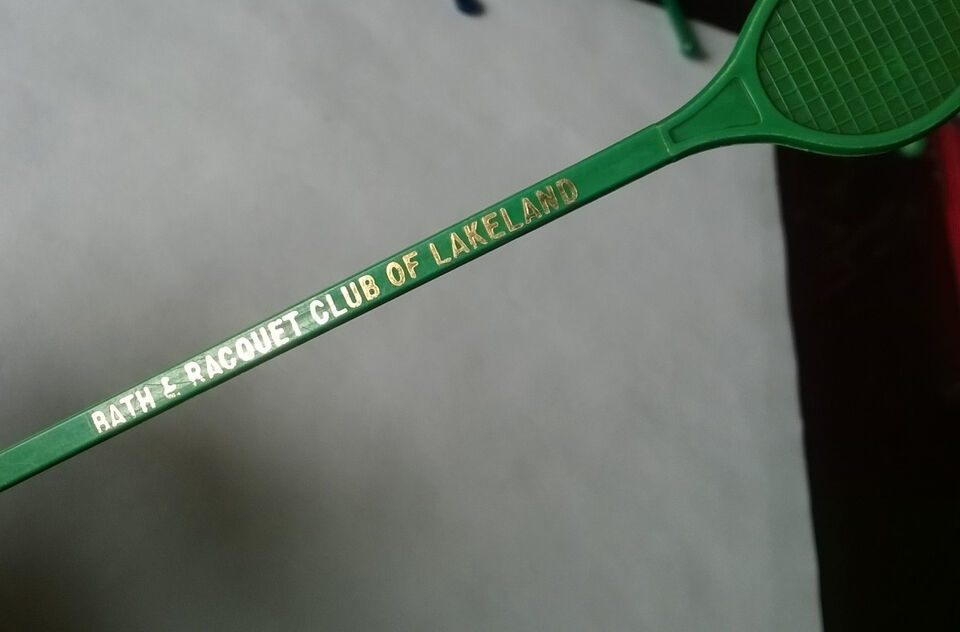 BATH & RACQUET CLUB OF LAKELAND